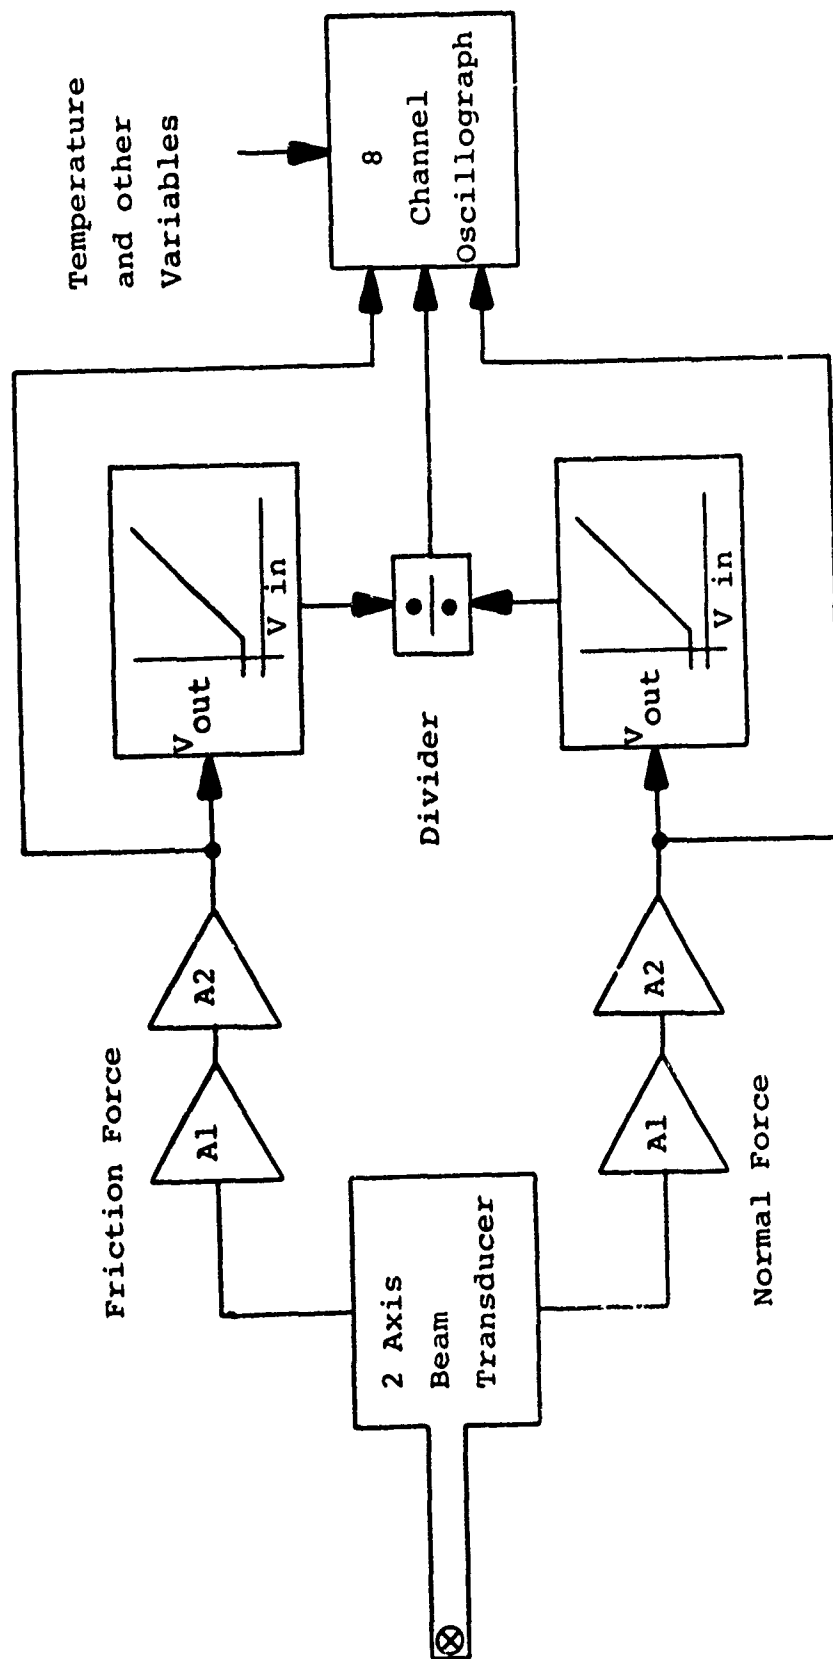 Friction Force
A1
A2
2 Axis
Beam
Transducer
A1
A2
Normal Force
V out
V in
Divider
÷
V out
V in
Temperature
and other
Variables
8
Channel
Oscillograph